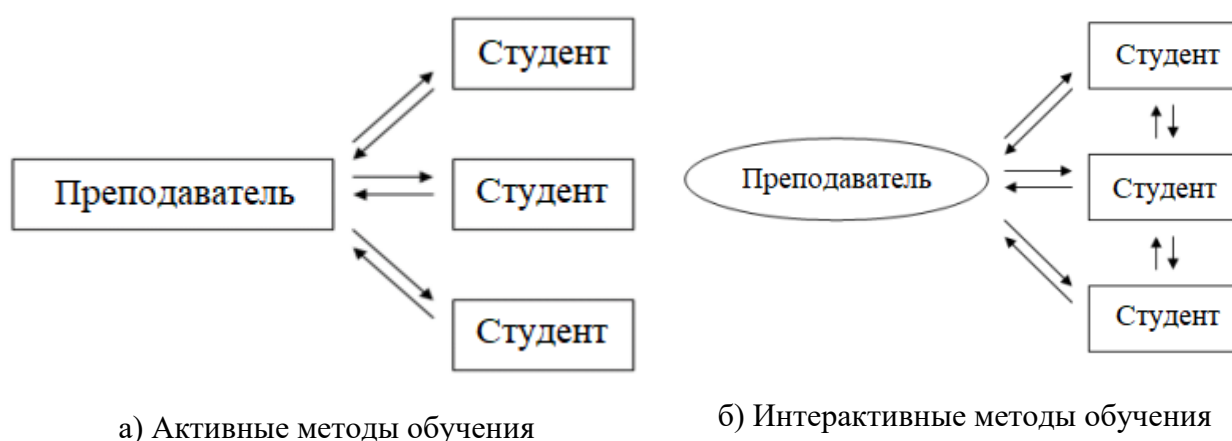 Студент
Преподаватель
Студент
Студент
а) Активные методы обучения
Студент
Преподаватель
Студент
Студент
б) Интерактивные методы обучения